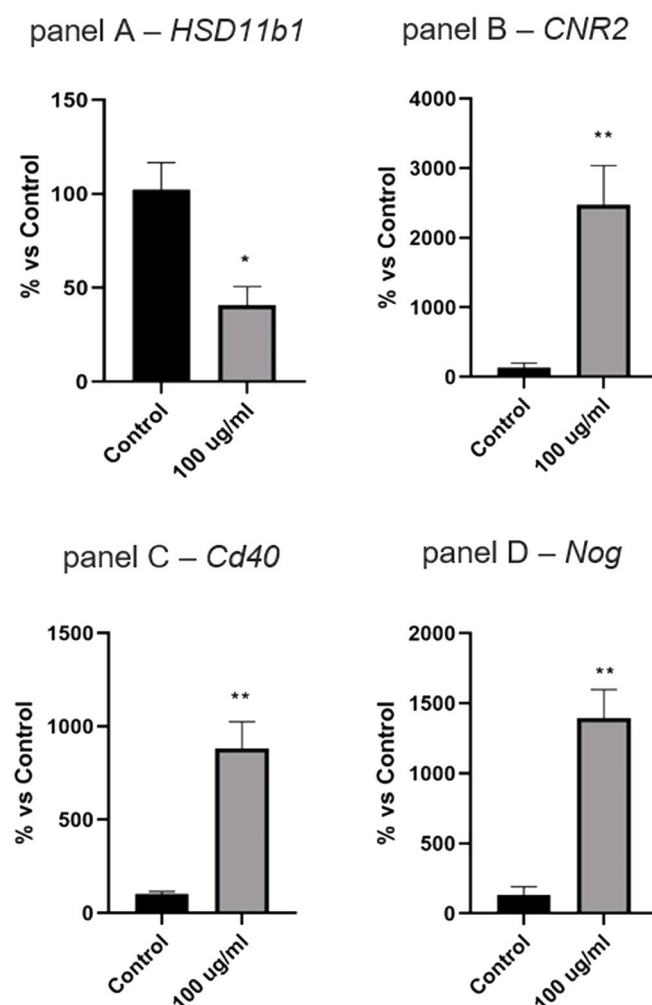 panel A – HSD11b1
150
100
50
0
% vs Control
*
Control
100 ug/ml
panel B – CNR2
4000
3000
2000
1000
0
% vs Control
**
Control
100 ug/ml
panel C – Cd40
1500
1000
500
0
% vs Control
**
Control
100 ug/ml
panel D – Nog
2000
1500
1000
500
0
% vs Control
**
Control
100 ug/ml